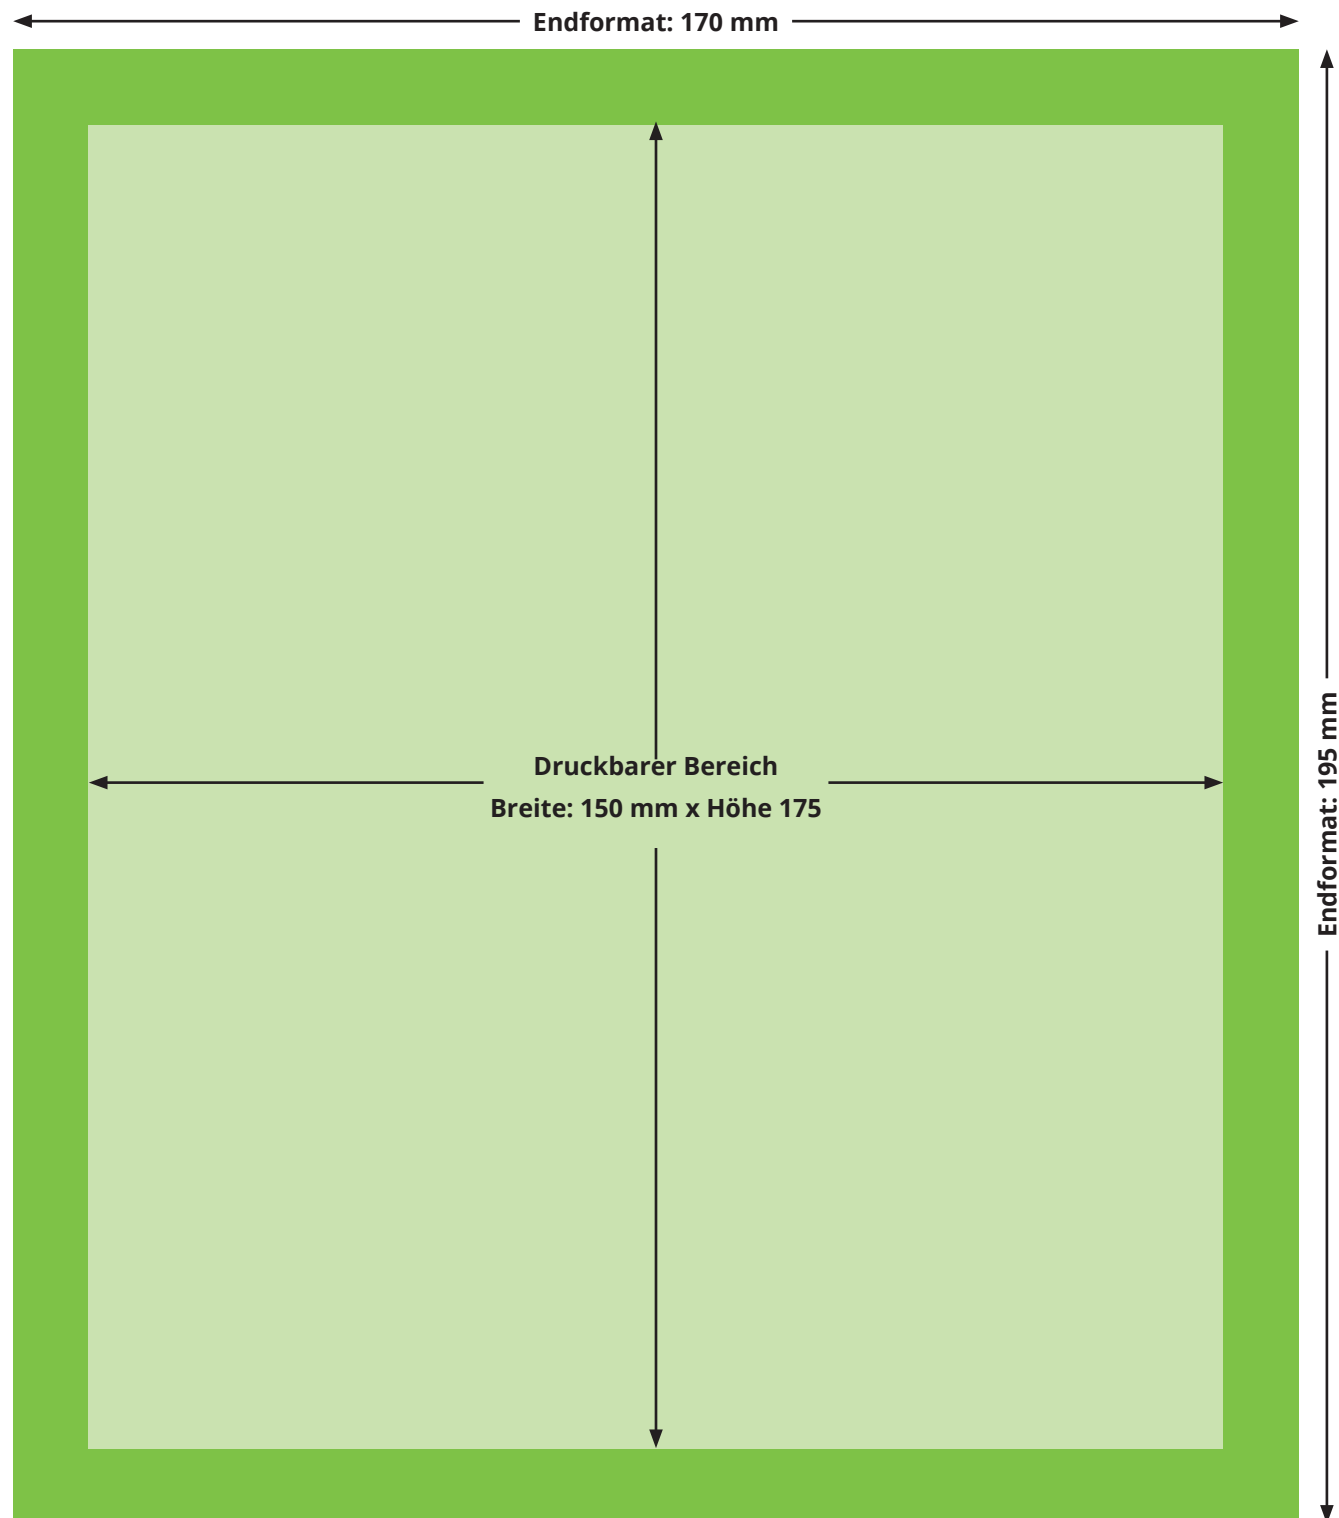 Endformat: 170 mm
Druckbarer Bereich
Breite: 150 mm x Höhe 175
Endformat: 195 mm